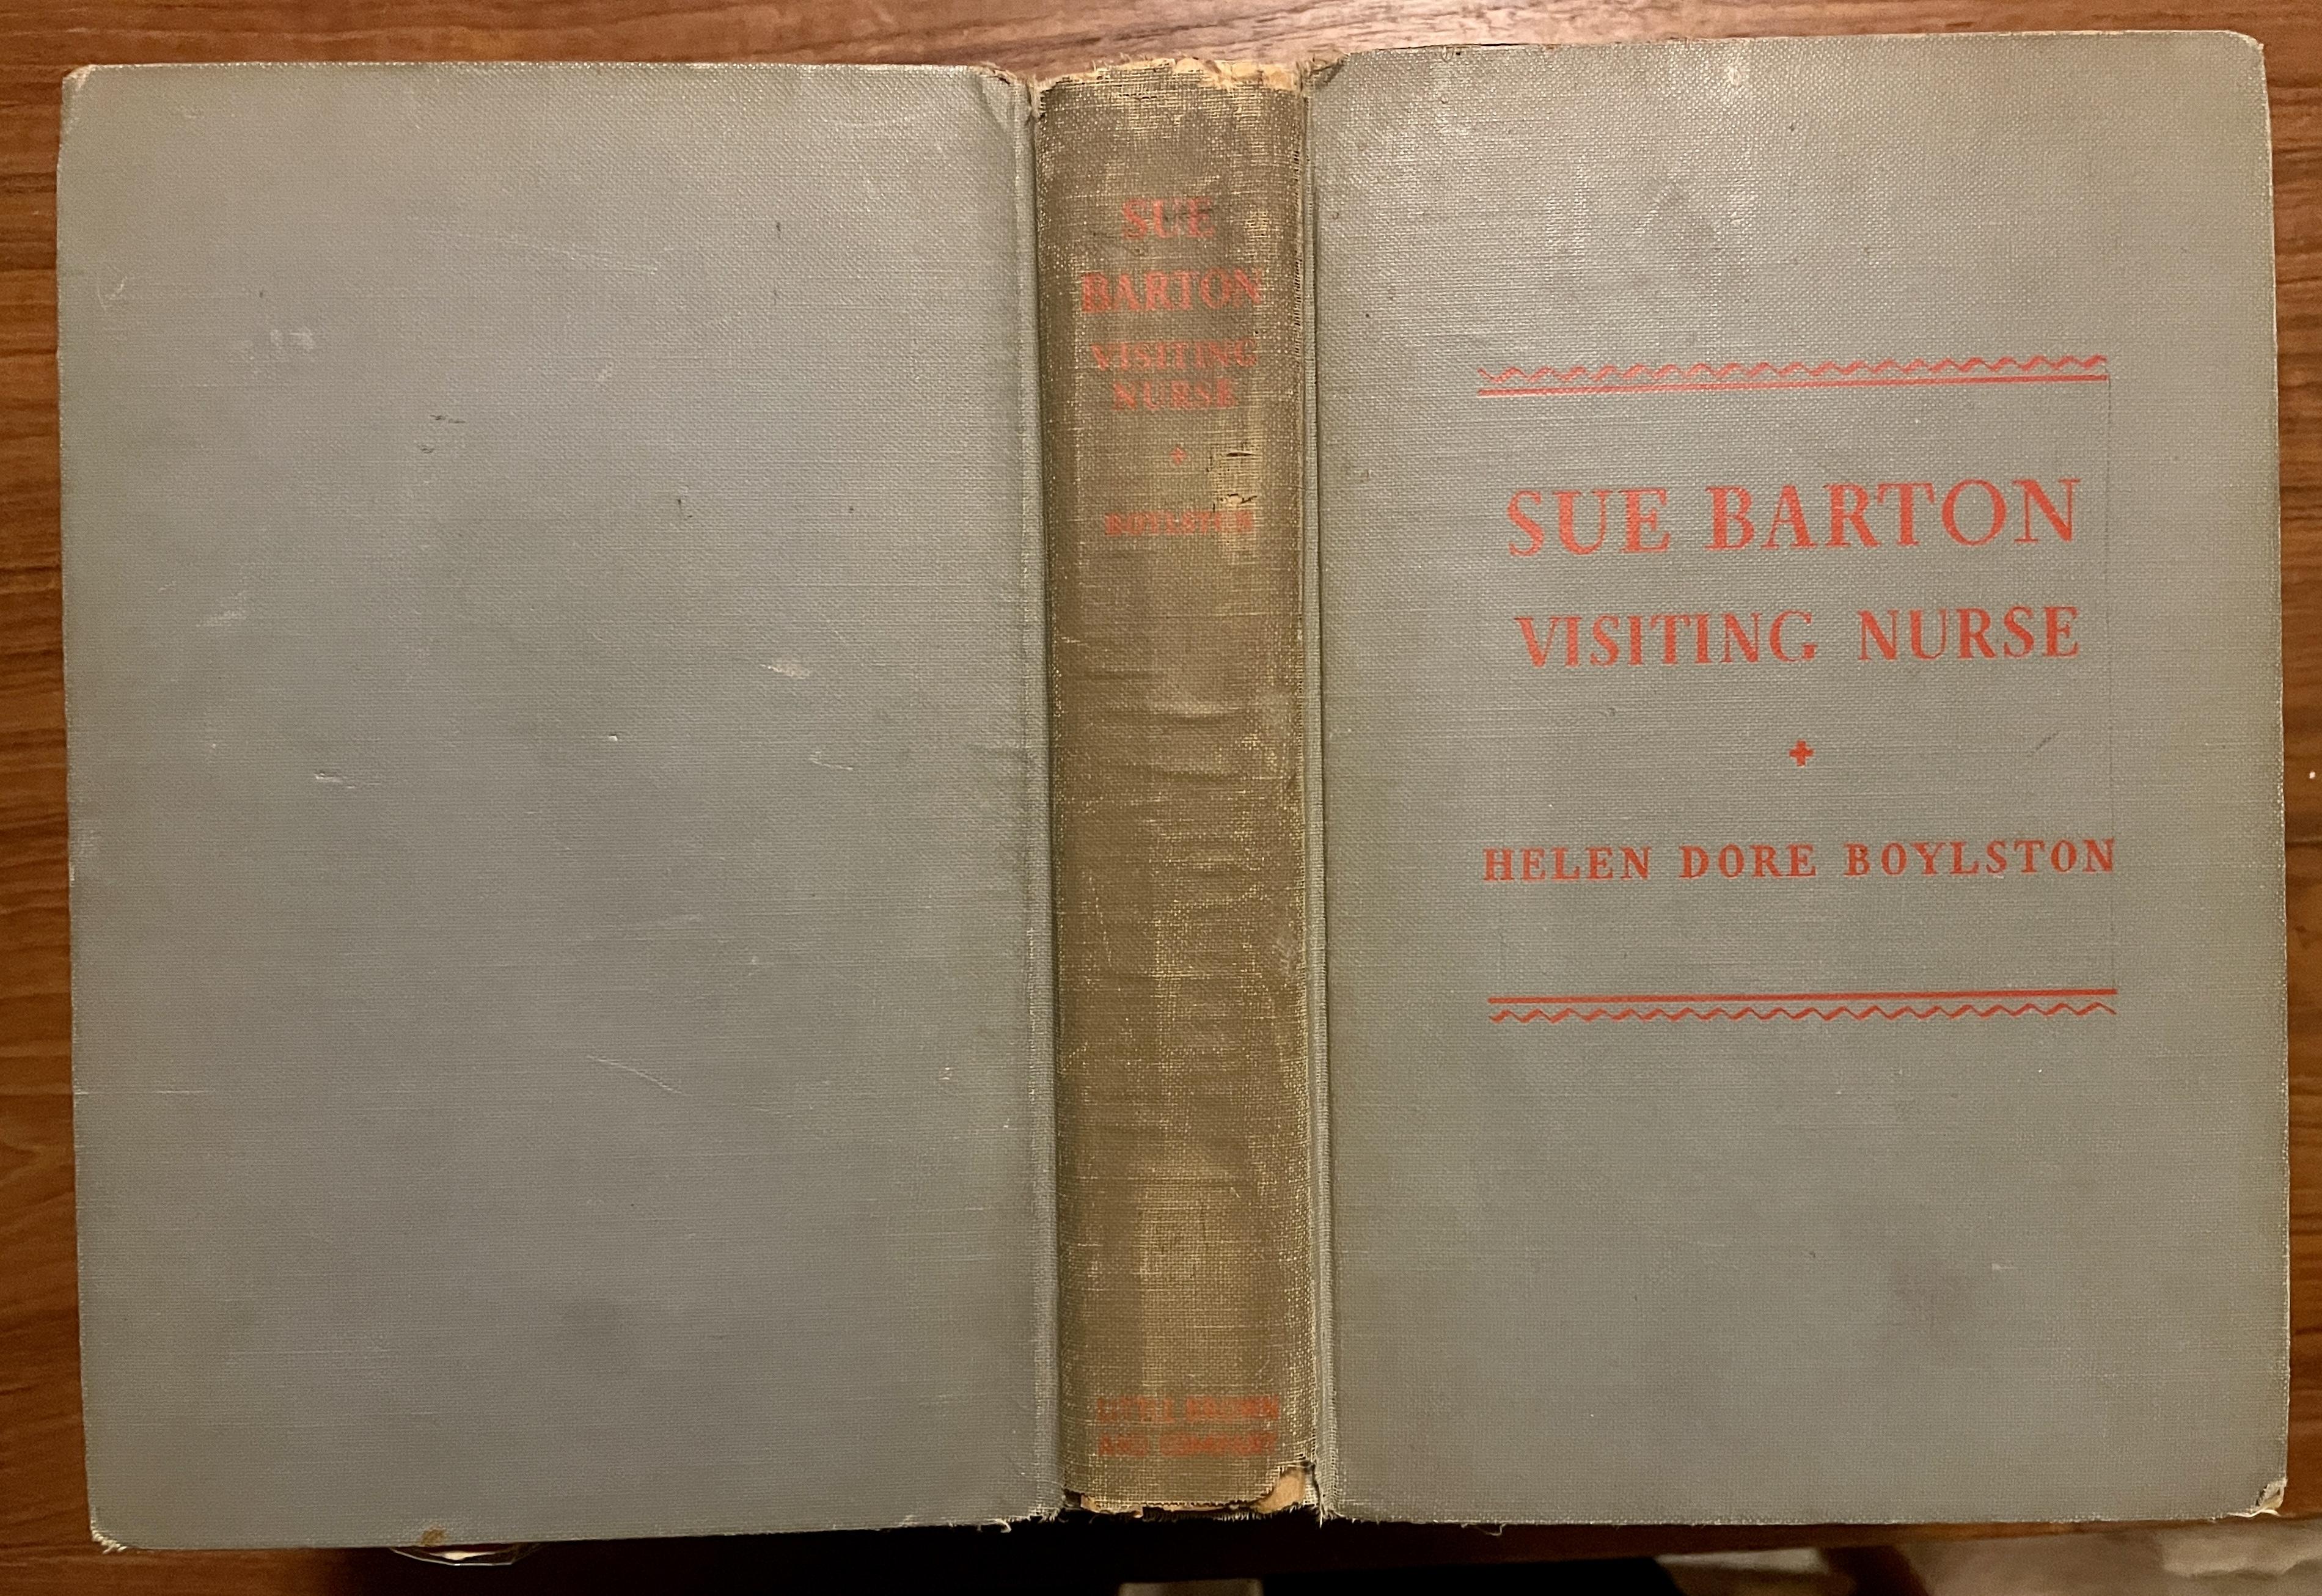 SUE
BARTON
VISITING
NURSE
BOYLSTON
LITTLE BROWN
AND COMPANY
SUE BARTON
VISITING NURSE
HELEN DORE BOYLSTON